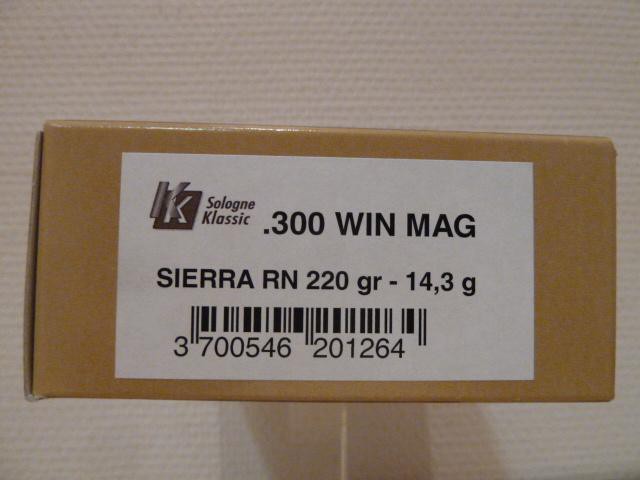 Sologne
Klassic
.300 WIN MAG
SIERRA RN 220 gr - 14,3 g
3 700546 201264